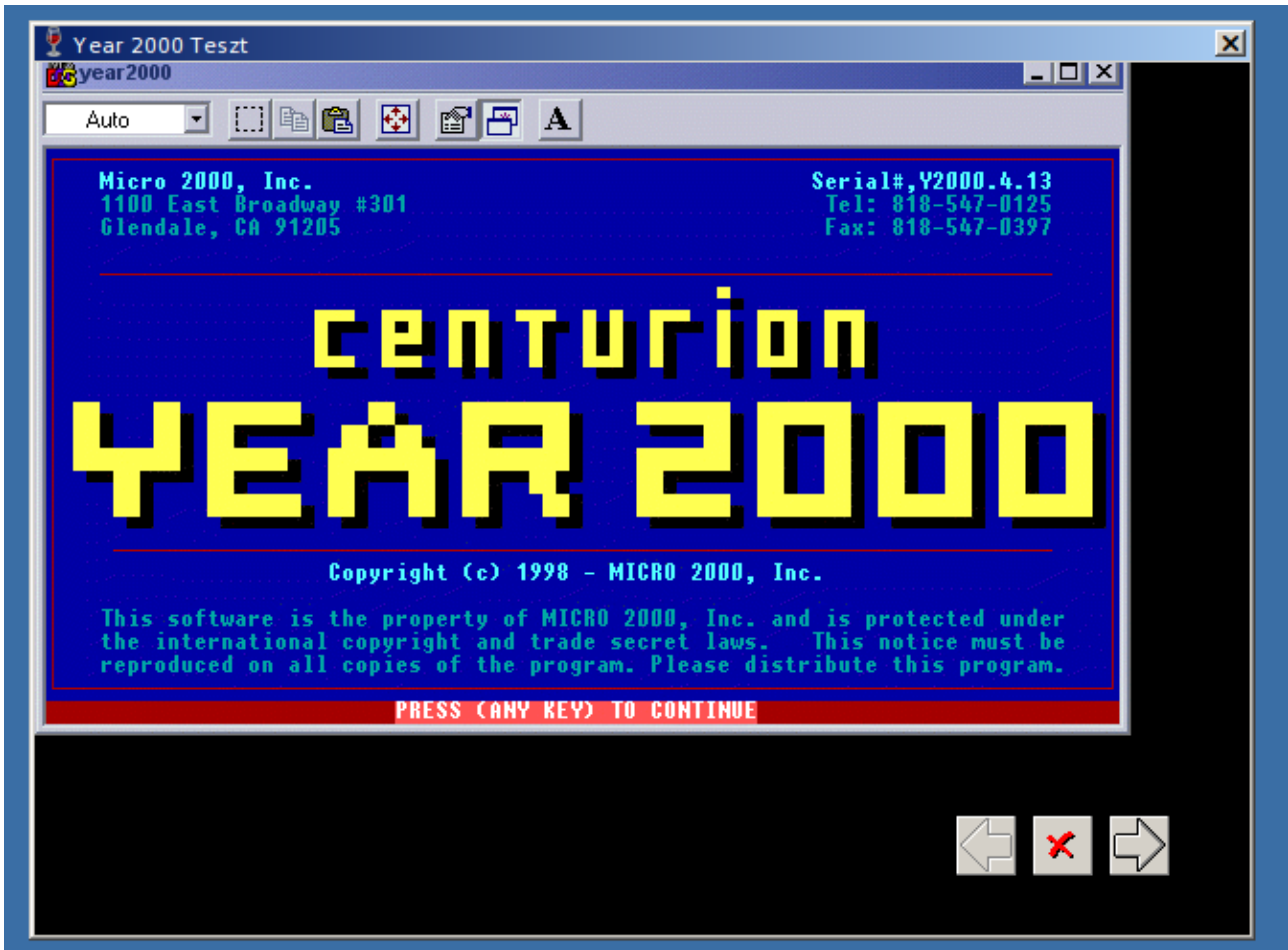 Year 2000 Teszt
year2000
Auto
A
Micro 2000, Inc.
1100 East Broadway #301
Glendale, CA 91205
Serial#,Y2000.4.13
Tel: 818-547-0125
Fax: 818-547-0397
centurion
YEAR 2000
Copyright (c) 1998 - MICRO 2000, Inc.
This software is the property of MICRO 2000, Inc. and is protected under
the international copyright and trade secret laws.   This notice must be
reproduced on all copies of the program. Please distribute this program.
PRESS (ANY KEY) TO CONTINUE